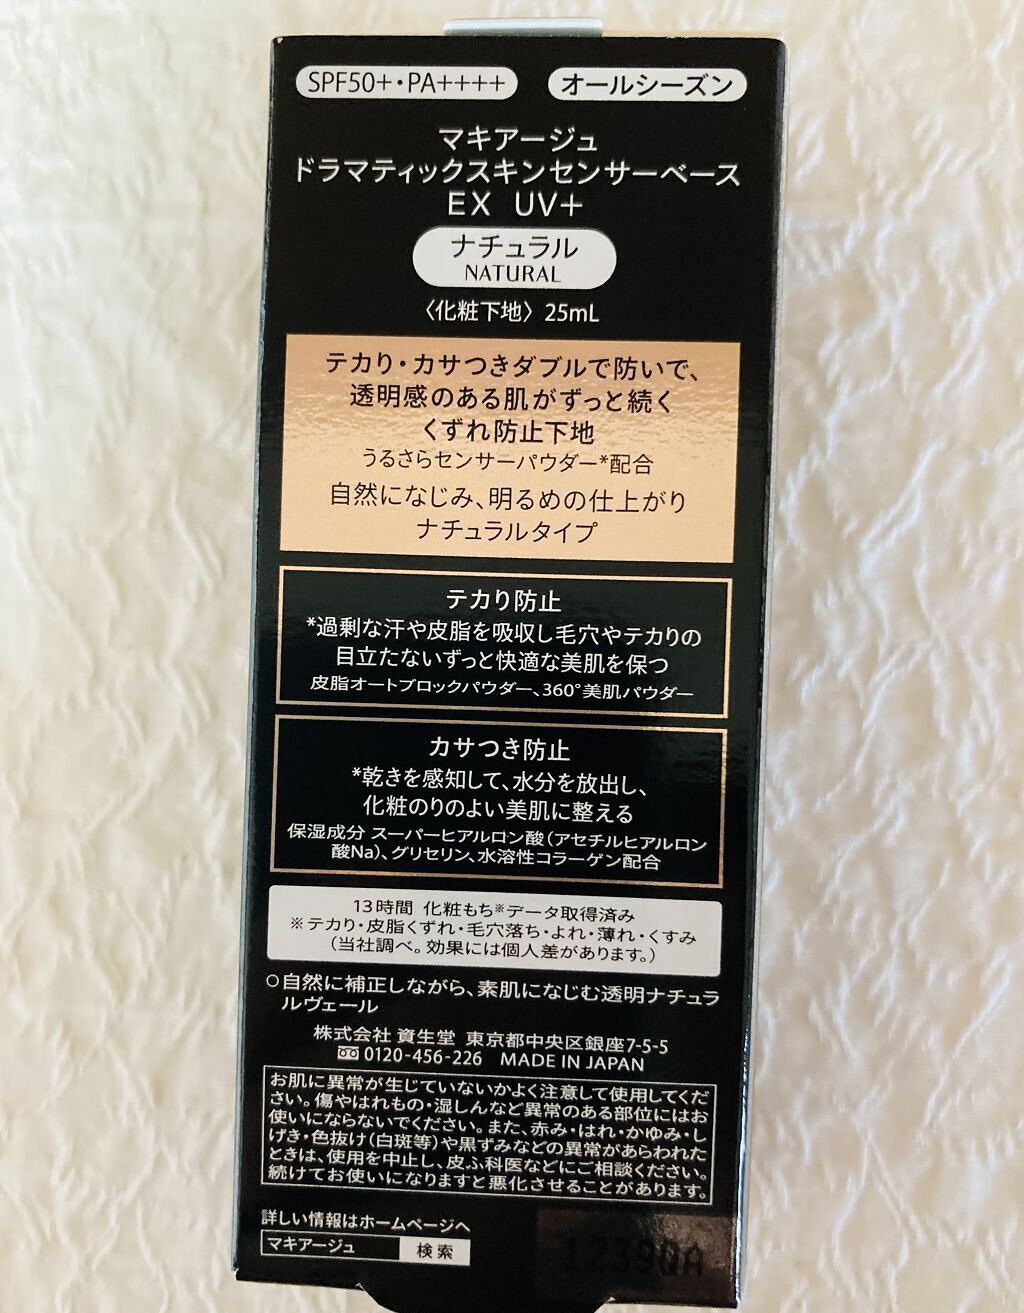 SPF50+・PA++++ オールシーズン
マキアージュ
ドラマティックスキンセンサーベース
EX UV+
ナチュラル
NATURAL
〈化粧下地〉 25mL
テカり・カサつきダブルで防いで、
透明感のある肌がずっと続く
くずれ防止下地
うるさらセンサーパウダー*配合
自然になじみ、明るめの仕上がり
ナチュラルタイプ
テカり防止
*過剰な汗や皮脂を吸収し毛穴やテカりの
目立たないずっと快適な美肌を保つ
皮脂オートブロックパウダー、360°美肌パウダー
カサつき防止
*乾きを感知して、水分を放出し、
化粧のりのよい美肌に整える
保湿成分 スーパーヒアルロン酸（アセチルヒアルロン
酸Na）、グリセリン、水溶性コラーゲン配合
13時間 化粧もち※データ取得済み
※テカり・皮脂くずれ・毛穴落ち・よれ・薄れ・くすみ
（当社調べ。効果には個人差があります。）
○自然に補正しながら、素肌になじむ透明ナチュラ
ルヴェール
株式会社 資生堂 東京都中央区銀座7-5-5
0120-456-226 MADE IN JAPAN
お肌に異常が生じていないかよく注意して使用してくだ
さい。傷やはれもの・湿しんなど異常のある部位にはお
使いにならないでください。また、赤み・はれ・かゆみ・し
げき・色抜け（白斑等）や黒ずみなどの異常があらわれた
ときは、使用を中止し、皮ふ科医などにご相談ください。
続けてお使いになりますと悪化させることがあります。
詳しい情報はホームページへ
マキアージュ 検索
1239QA